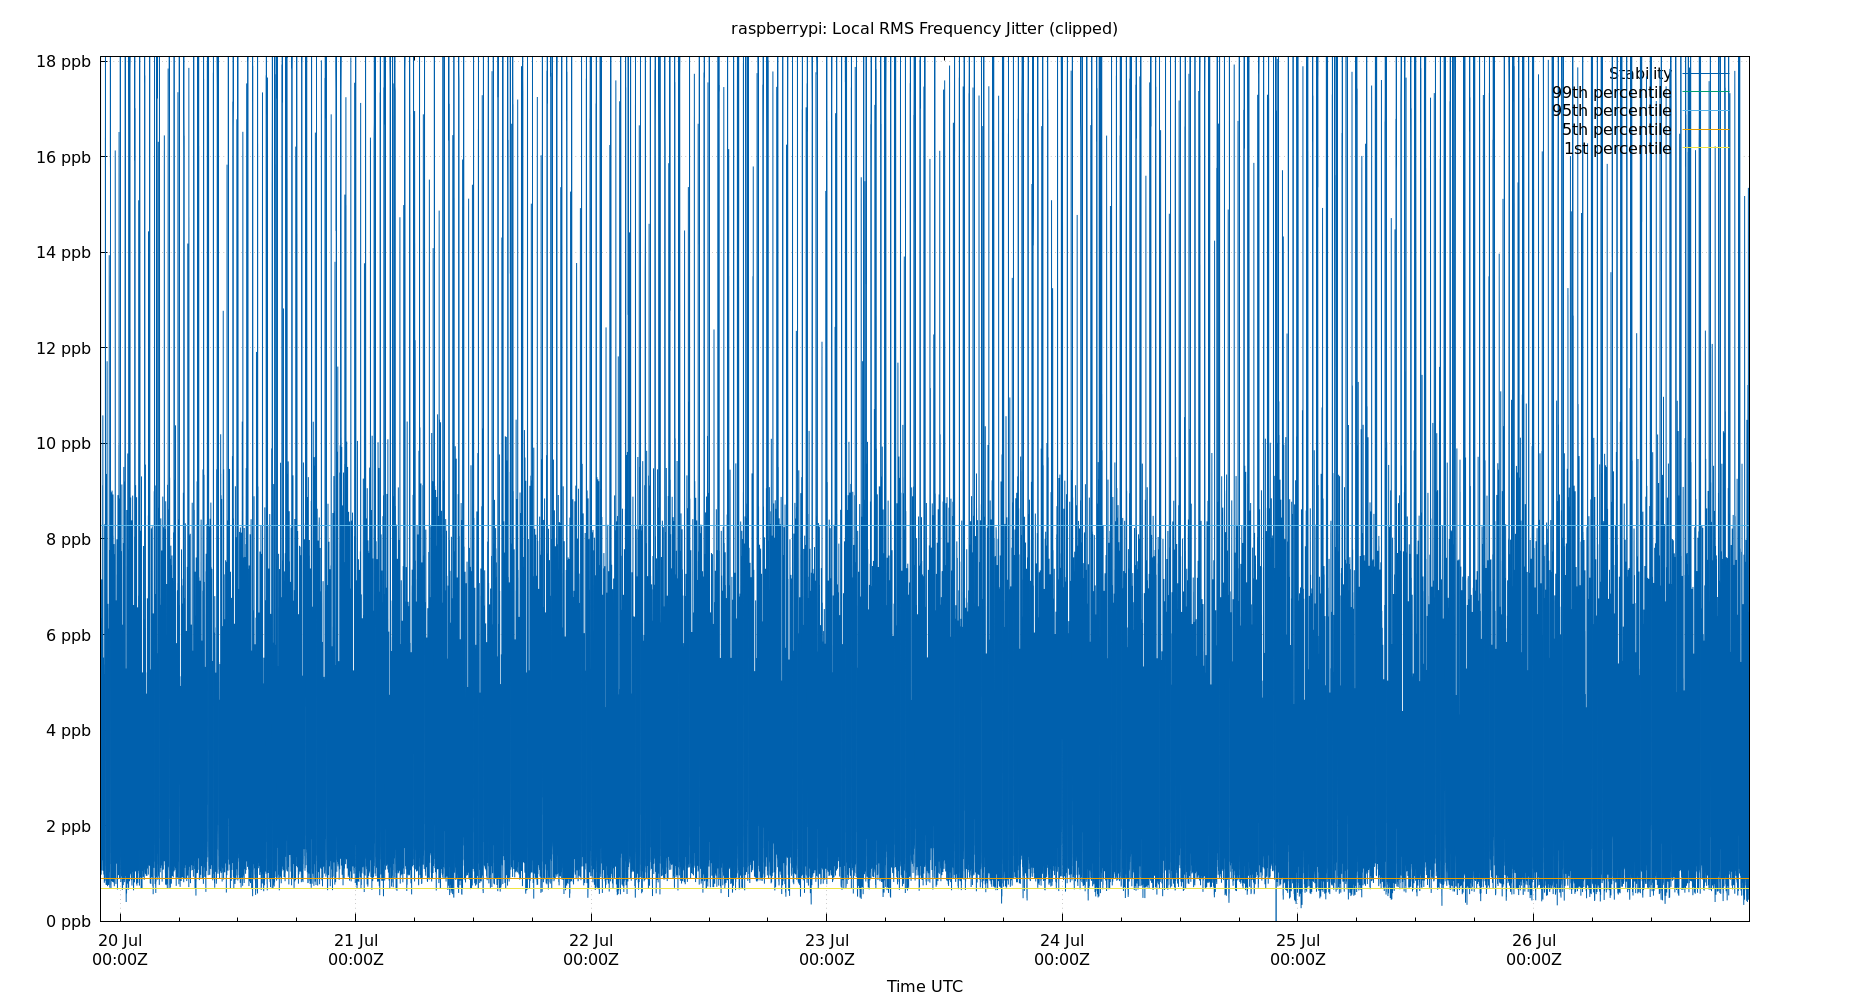 raspberrypi: Local RMS Frequency Jitter (clipped)
18 ppb
16 ppb
14 ppb
12 ppb
10 ppb
8 ppb
6 ppb
4 ppb
2 ppb
0 ppb
Stability
99th percentile
95th percentile
5th percentile
1st percentile
20 Jul
00:00Z
21 Jul
00:00Z
22 Jul
00:00Z
23 Jul
00:00Z
24 Jul
00:00Z
25 Jul
00:00Z
26 Jul
00:00Z
Time UTC